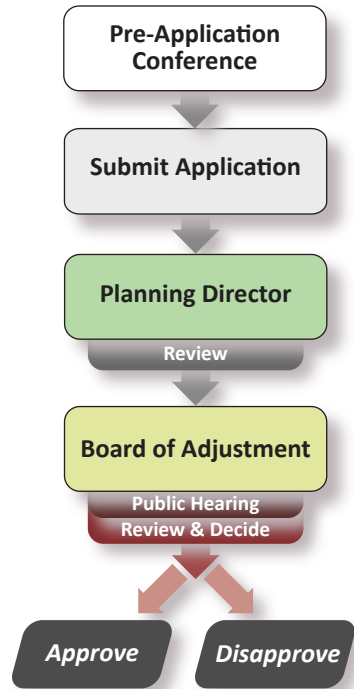 Pre-Application
Conference
Submit Application
Planning Director
Review
Board of Adjustment
Public Hearing
Review & Decide
Approve
Disapprove